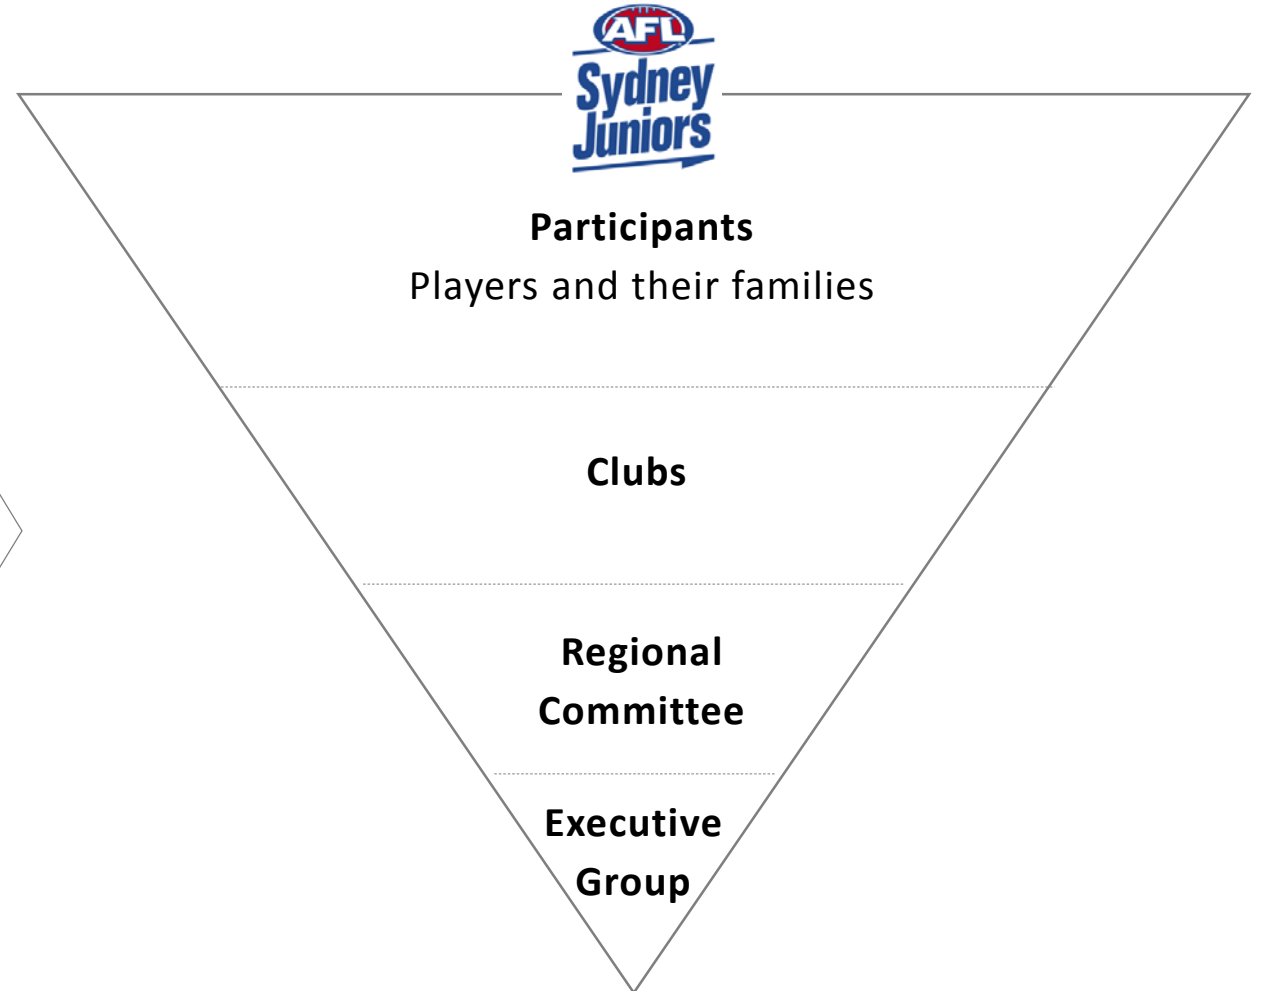 AFL
Sydney
Juniors
Participants
Players and their families
Clubs
Regional
Committee
Executive
Group